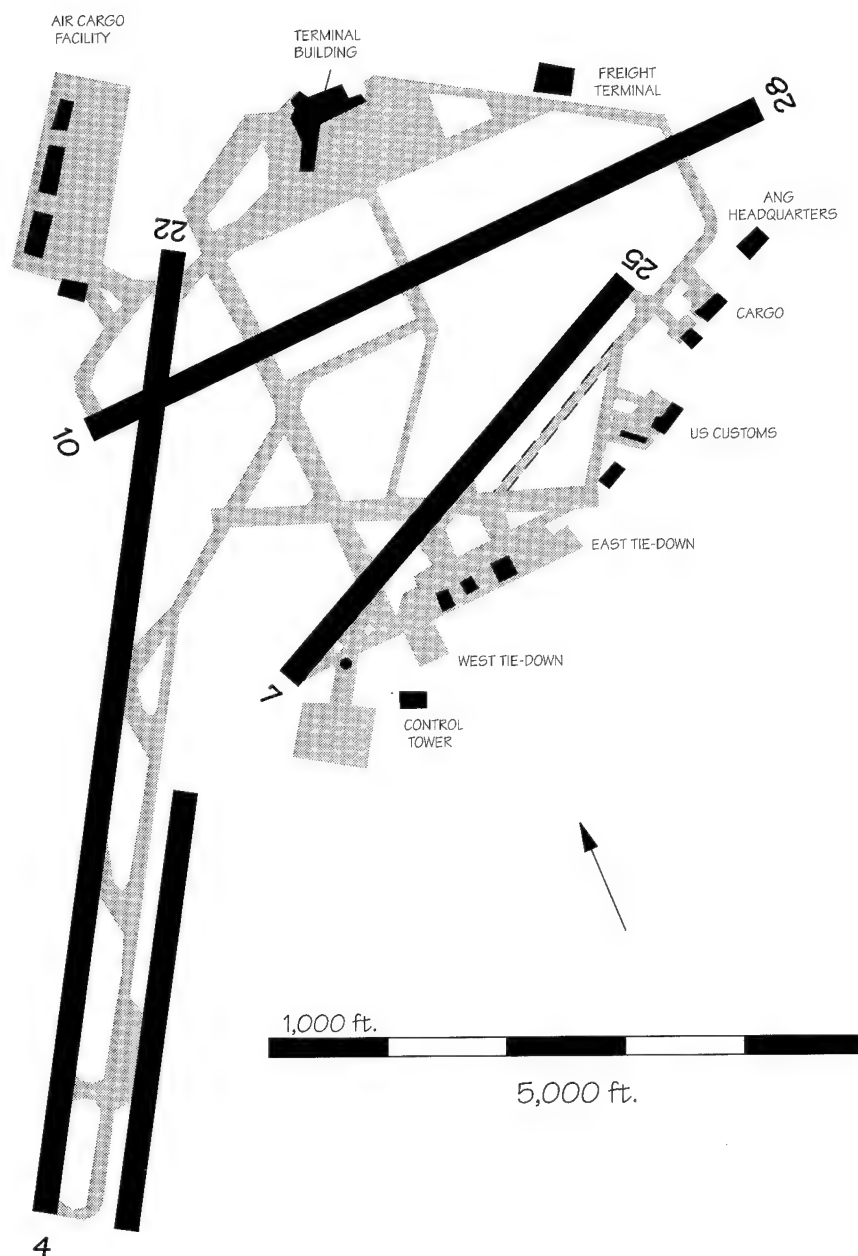 AIR CARGO
FACILITY
TERMINAL
BUILDING
FREIGHT
TERMINAL
28
ANG
HEADQUARTERS
22
25
CARGO
10
US CUSTOMS
EAST TIE-DOWN
WEST TIE-DOWN
7
CONTROL
TOWER
1,000 ft.
5,000 ft.
4